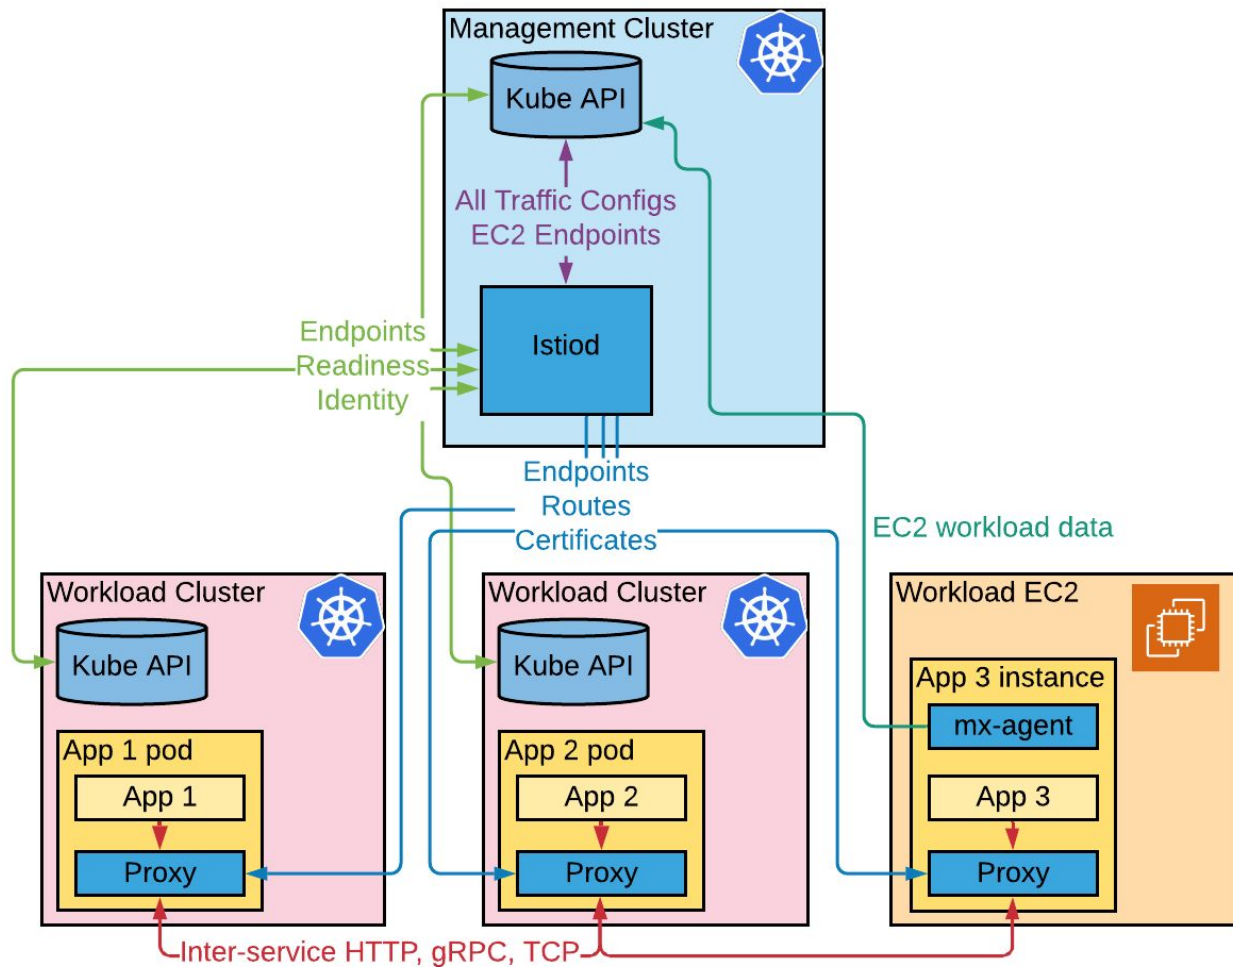 Management Cluster
Kube API
All Traffic Configs
EC2 Endpoints
Istiod
Endpoints
Readiness
Identity
Endpoints
Routes
Certificates
EC2 workload data
Workload Cluster
Kube API
App 1 pod
App 1
Proxy
Workload Cluster
Kube API
App 2 pod
App 2
Proxy
Workload EC2
App 3 instance
mx-agent
App 3
Proxy
Inter-service HTTP, gRPC, TCP